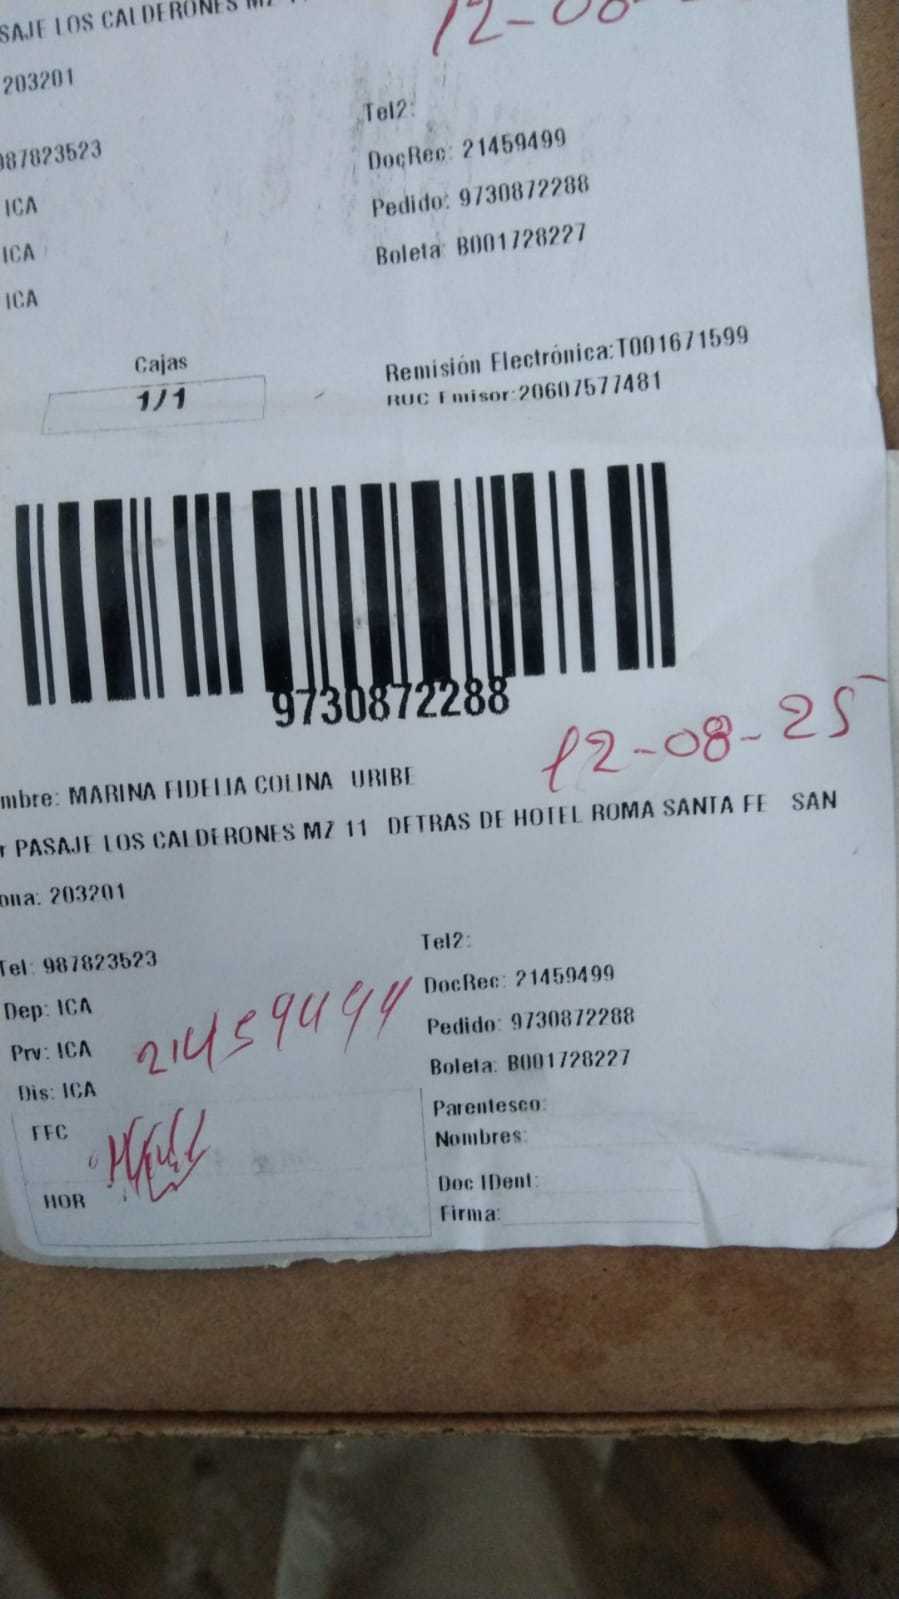 SAJE LOS CALDERONES MZ
12-08-
203201
Tel2:
987823523
DocRec: 21459499
ICA
Pedido: 9730872288
ICA
Boleta: B001728227
ICA
Cajas
1/1
Remisión Electrónica:T001671599
RUC Emisor:20607577481
9730872288
12-08-25
mbre: MARINA FIDELIA COLINA URIBE
r PASAJE LOS CALDERONES MZ 11 DETRAS DE HOTEL ROMA SANTA FE SAN
ona: 203201
Tel: 987823523
Tel2:
Dep: ICA
DocRec: 21459499
21459499
Prv: ICA
Pedido: 9730872288
Dis: ICA
Boleta: B001728227
FEC
Parentesco:
Nombres:
HOR
Doc IDent:
Firma: